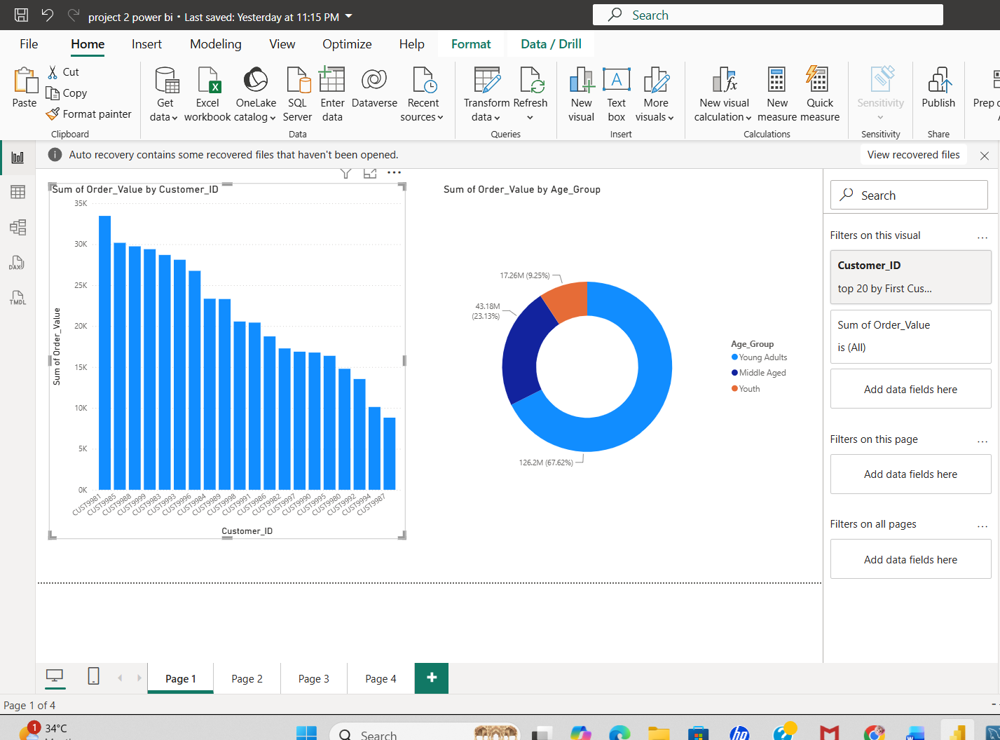 project 2 power bi • Last saved: Yesterday at 11:15 PM
Search
File Home Insert Modeling View Optimize Help Format Data / Drill
Paste
Cut
Copy
Format painter
Clipboard
Get data
Excel workbook
OneLake catalog
SQL Server
Enter data
Dataverse
Recent sources
Data
Transform data
Refresh
Queries
New visual
Text box
More visuals
Insert
New visual calculation
New measure
Quick measure
Calculations
Sensitivity
Sensitivity
Publish
Share
Auto recovery contains some recovered files that haven't been opened.
View recovered files
DAX
TMDL
Sum of Order_Value by Customer_ID
35K
30K
25K
20K
15K
10K
5K
0K
Sum of Order_Value
CUST9981
CUST9985
CUST9988
CUST9999
CUST9983
CUST9993
CUST9996
CUST9984
CUST9989
CUST9998
CUST9991
CUST9986
CUST9982
CUST9997
CUST9990
CUST9995
CUST9980
CUST9992
CUST9994
CUST9987
Customer_ID
Sum of Order_Value by Age_Group
17.26M (9.25%)
43.18M
(23.13%)
126.2M (67.62%)
Age_Group
Young Adults
Middle Aged
Youth
Search
Filters on this visual
Customer_ID
top 20 by First Cus...
Sum of Order_Value
is (All)
Add data fields here
Filters on this page
Add data fields here
Filters on all pages
Add data fields here
Page 1
Page 2
Page 3
Page 4
Page 1 of 4
1
34°C
Search